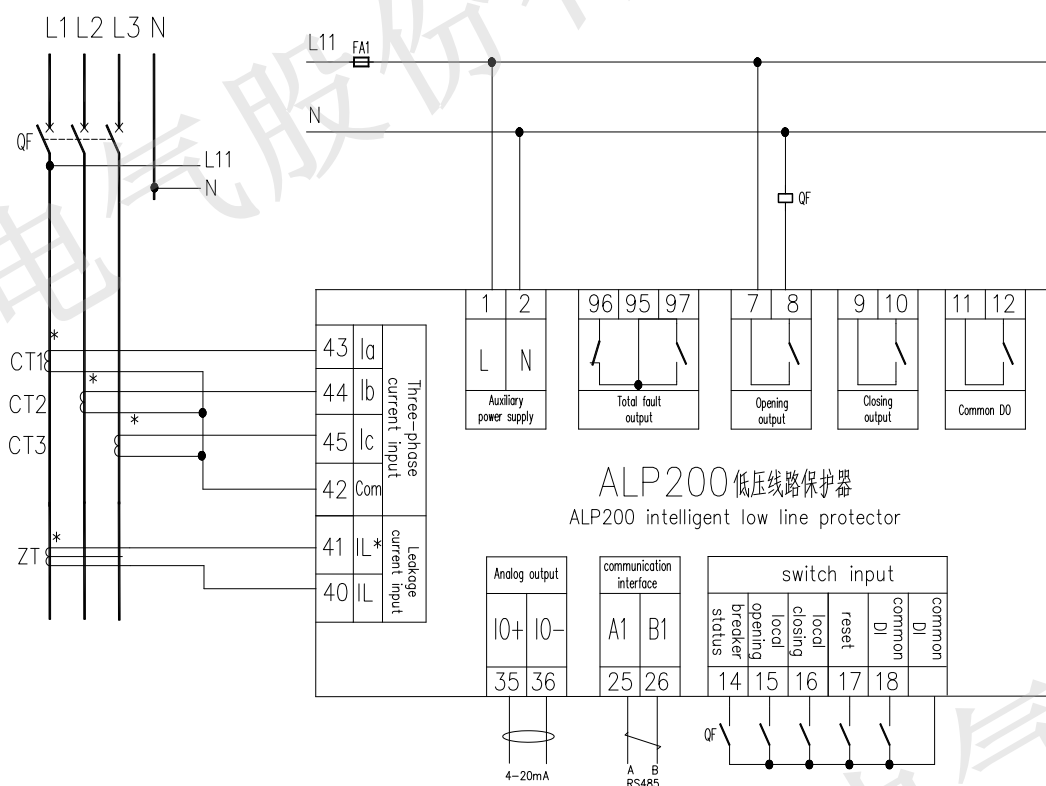 L1 L2 L3 N
QF
L11
N
L11
FA1
N
QF
电气股份
CT1
CT2
CT3
ZT
*
*
*
*
43 Ia
44 Ib
45 Ic
42 Com
Three-phase
current input
41 IL*
40 IL
Leakage
current input
1 2
L N
Auxiliary
power supply
96 95 97
Total fault
output
7 8
Opening
output
9 10
Closing
output
11 12
Common DO
ALP200低压线路保护器
ALP200 intelligent low line protector
Analog output
IO+ IO-
35 36
4-20mA
communication
interface
A1 B1
25 26
A B
RS485
switch input
breaker
status
local
opening
local
closing
reset
common
DI
common
DI
14 15 16 17 18
QF
气